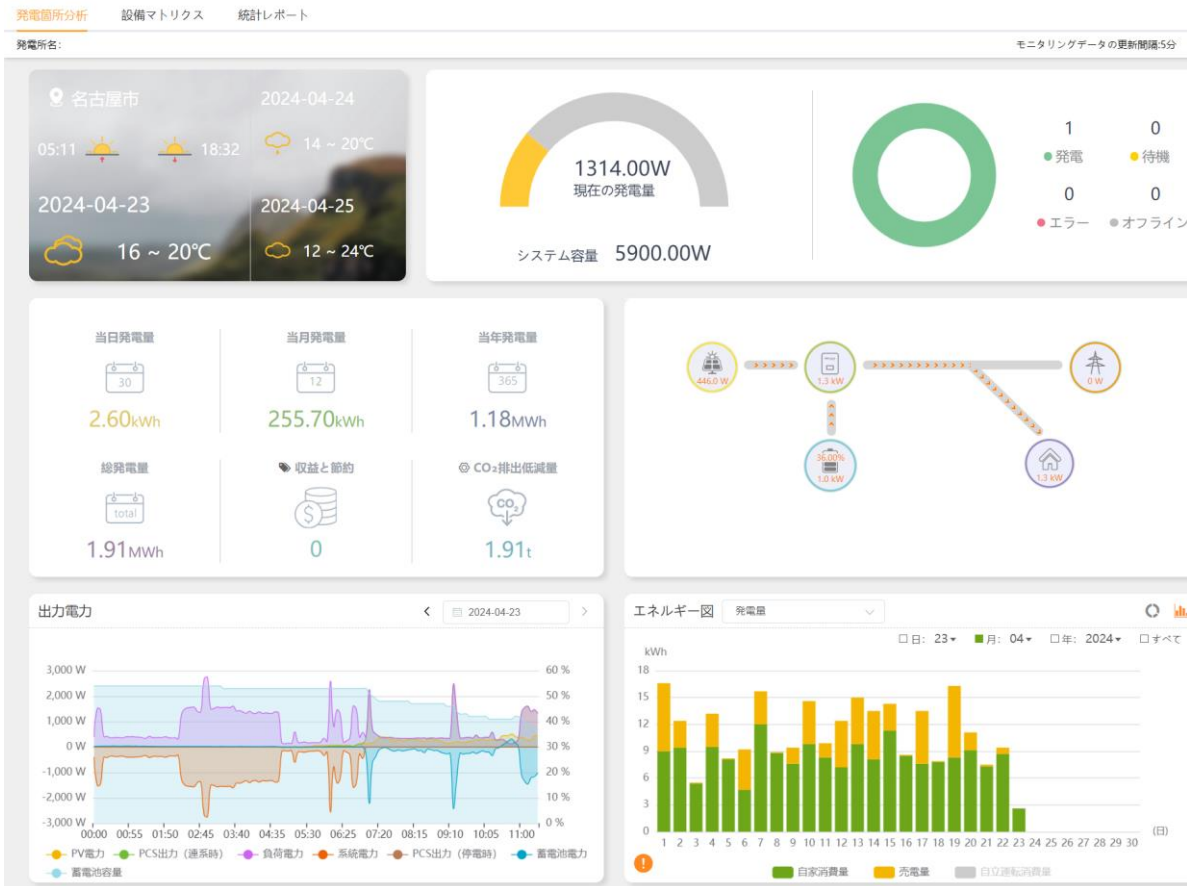 発電箇所分析 設備マトリクス 統計レポート
発電所名: モニタリングデータの更新間隔:5分
名古屋市 2024-04-24
05:11 18:32 14 ~ 20℃
2024-04-23 2024-04-25
16 ~ 20℃ 12 ~ 24℃
1314.00W
現在の発電量
システム容量 5900.00W
1 0
発電 待機
0 0
エラー オフライン
当日発電量 当月発電量 当年発電量
30 12 365
2.60kWh 255.70kWh 1.18MWh
総発電量 収益と節約 CO₂排出低減量
total $ CO₂
1.91MWh 0 1.91t
446.0 W 1.3 kW 0 W
36.00%
1.0 kW 1.3 kW
出力電力 2024-04-23
3,000 W 60 %
2,000 W 50 %
1,000 W 40 %
0 W 30 %
-1,000 W 20 %
-2,000 W 10 %
-3,000 W 0 %
00:00 00:55 01:50 02:45 03:40 04:35 05:30 06:25 07:20 08:15 09:10 10:05 11:00
PV電力 PCS出力（連系時） 負荷電力 系統電力 PCS出力（停電時） 蓄電池電力
蓄電池容量
エネルギー図 発電量
日: 23 月: 04 年: 2024 すべて
kWh
18
15
12
9
6
3
0
1 2 3 4 5 6 7 8 9 10 11 12 13 14 15 16 17 18 19 20 21 22 23 24 25 26 27 28 29 30 (日)
! 自家消費量 売電量 自立運転消費量